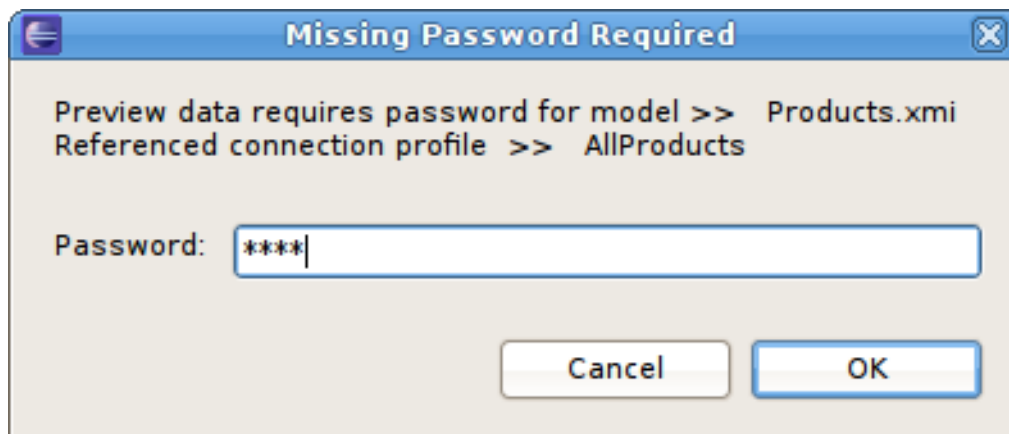 Missing Password Required
Preview data requires password for model >> Products.xmi
Referenced connection profile >> AllProducts
Password: ****
Cancel OK